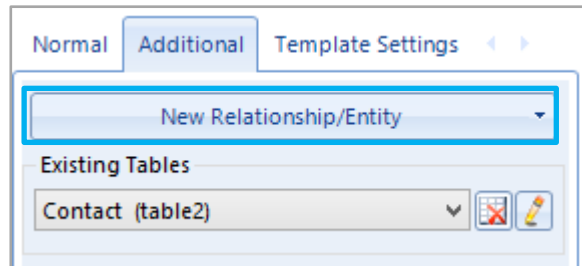 Normal Additional Template Settings
New Relationship/Entity
Existing Tables
Contact (table2)